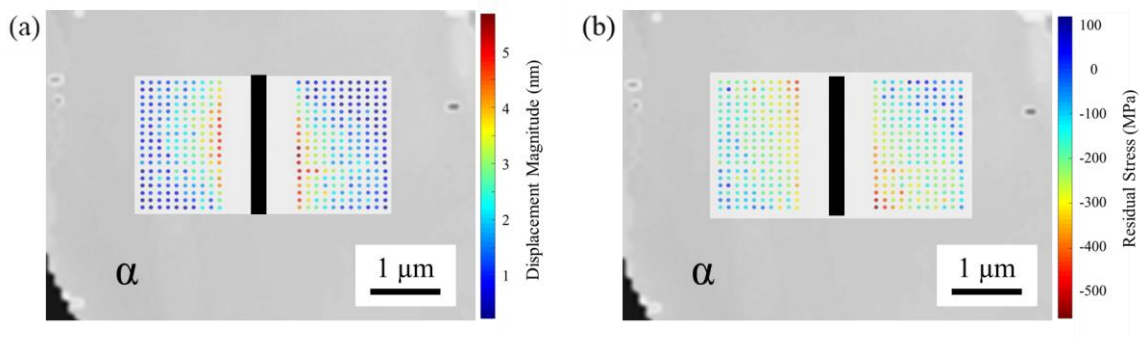 (a)
5
4
3
2
1
Displacement Magnitude (nm)
α
1 µm
(b)
100
0
-100
-200
-300
-400
-500
Residual Stress (MPa)
α
1 µm